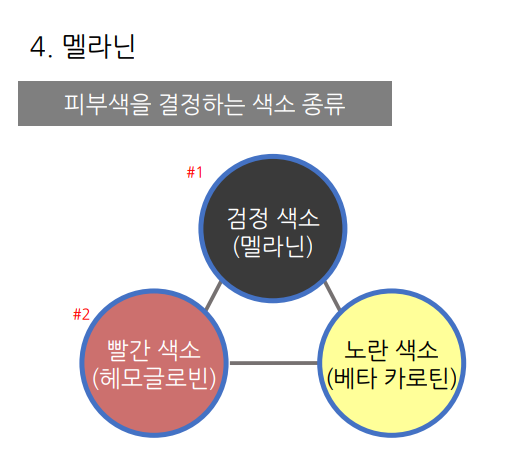 4. 멜라닌
피부색을 결정하는 색소 종류
#1
검정 색소
(멜라닌)
#2
빨간 색소
(헤모글로빈)
노란 색소
(베타 카로틴)